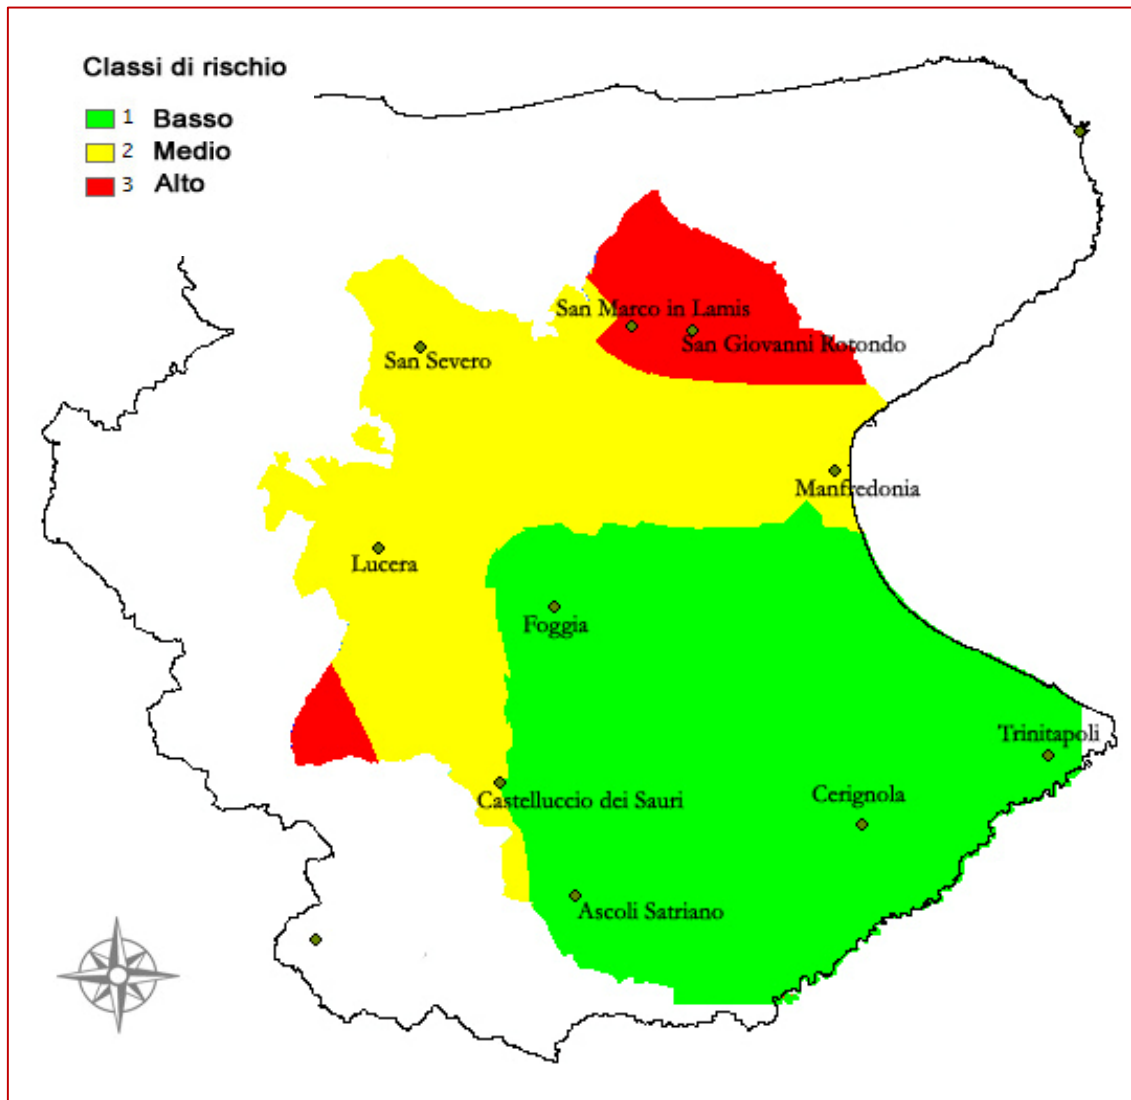 Classi di rischio
1 Basso
2 Medio
3 Alto
San Marco in Lamis
San Giovanni Rotondo
San Severo
Manfredonia
Lucera
Foggia
Trinitapoli
Castelluccio dei Sauri
Cerignola
Ascoli Satriano